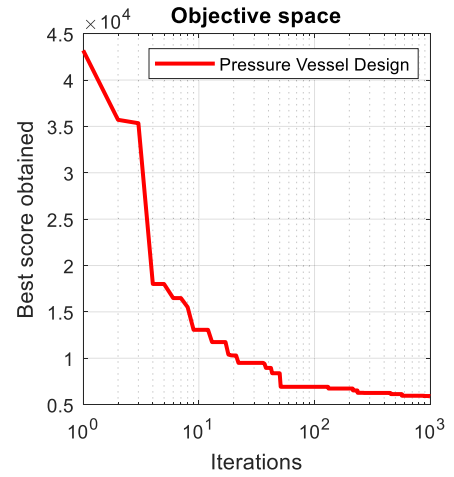 Objective space
×10^4
Pressure Vessel Design
4.5
4
3.5
3
2.5
2
1.5
1
0.5
Best score obtained
10^0 10^1 10^2 10^3
Iterations